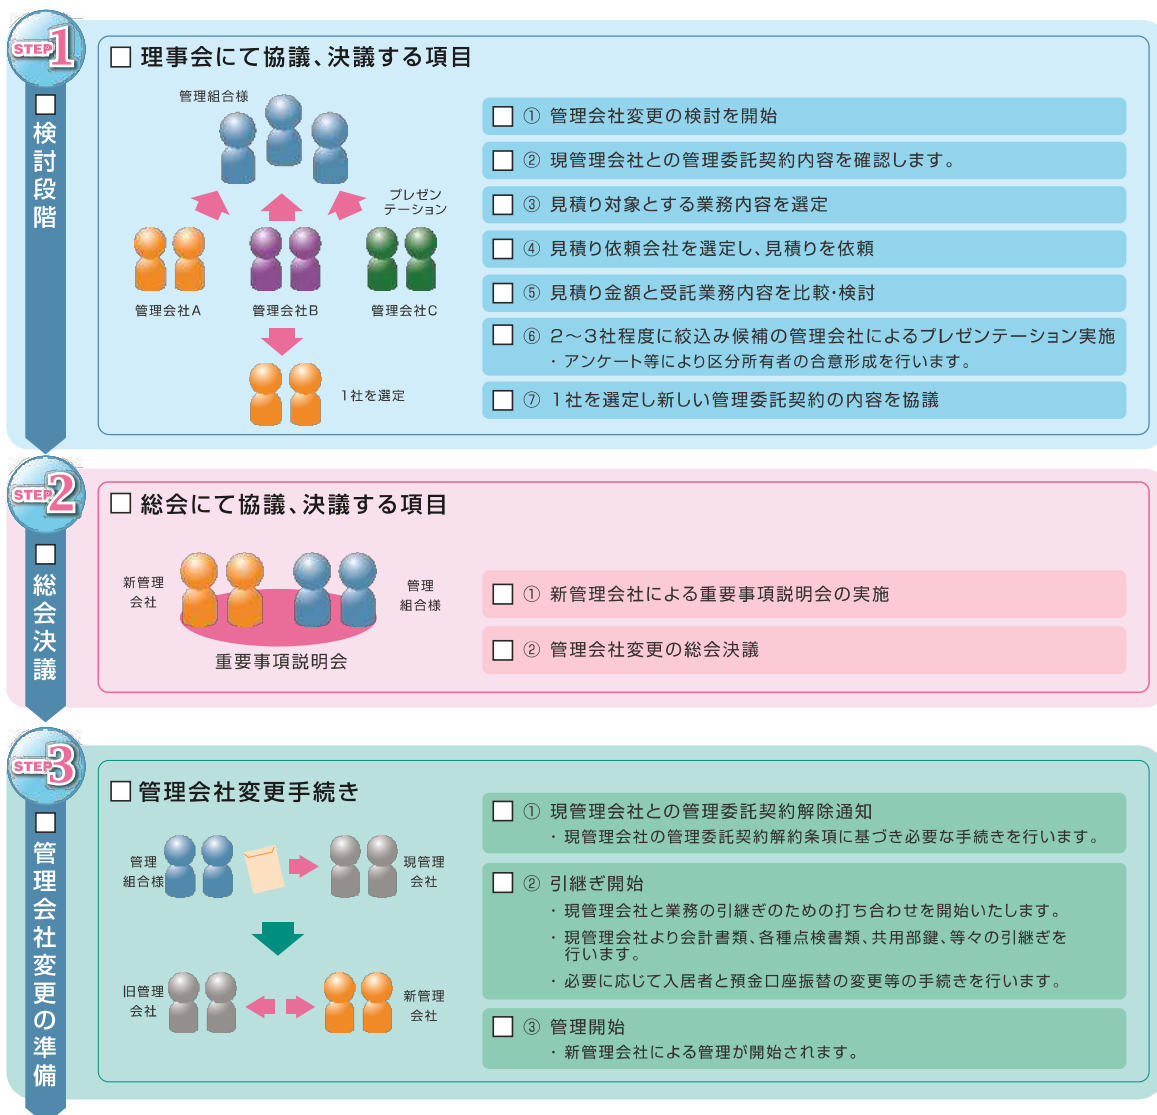 STEP 1
□ 検討段階
□ 理事会にて協議、決議する項目
管理組合様
プレゼン
テーション
管理会社A
管理会社B
管理会社C
1社を選定
□ ① 管理会社変更の検討を開始
□ ② 現管理会社との管理委託契約内容を確認します。
□ ③ 見積り対象とする業務内容を選定
□ ④ 見積り依頼会社を選定し、見積りを依頼
□ ⑤ 見積り金額と受託業務内容を比較・検討
□ ⑥ 2～3社程度に絞込み候補の管理会社によるプレゼンテーション実施
・ アンケート等により区分所有者の合意形成を行います。
□ ⑦ 1社を選定し新しい管理委託契約の内容を協議
STEP 2
□ 総会決議
□ 総会にて協議、決議する項目
新管理
会社
管理
組合様
重要事項説明会
□ ① 新管理会社による重要事項説明会の実施
□ ② 管理会社変更の総会決議
STEP 3
□ 管理会社変更の準備
□ 管理会社変更手続き
管理
組合様
現管理
会社
旧管理
会社
新管理
会社
□ ① 現管理会社との管理委託契約解除通知
・ 現管理会社の管理委託契約解約条項に基づき必要な手続きを行います。
□ ② 引継ぎ開始
・ 現管理会社と業務の引継ぎのための打ち合わせを開始いたします。
・ 現管理会社より会計書類、各種点検書類、共用部鍵、等々の引継ぎを
行います。
・ 必要に応じて入居者と預金口座振替の変更等の手続きを行います。
□ ③ 管理開始
・ 新管理会社による管理が開始されます。